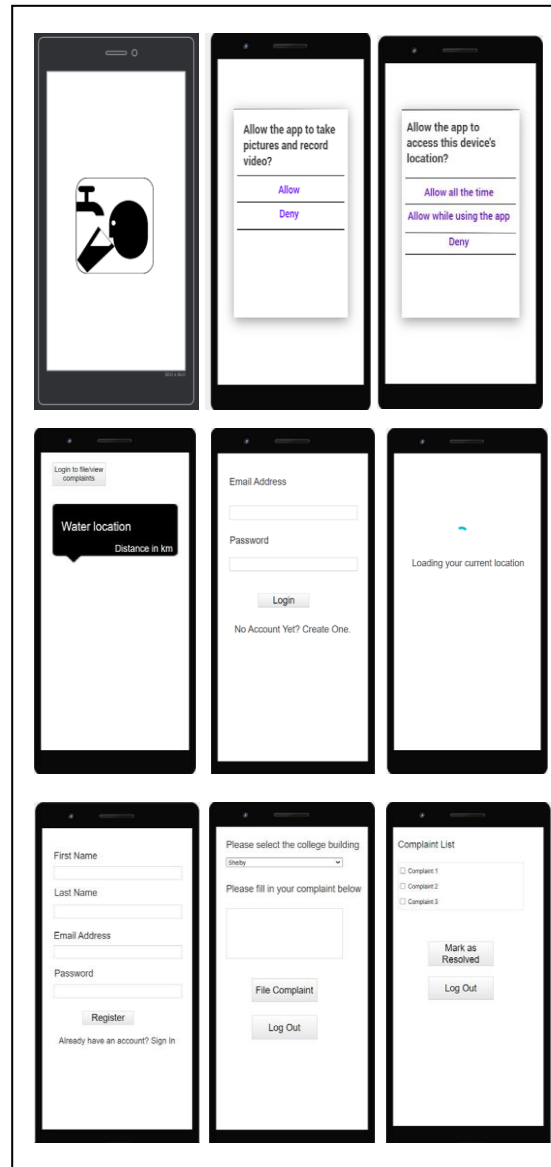 Allow the app to take
pictures and record
video?
Allow
Deny
Allow the app to
access this device's
location?
Allow all the time
Allow while using the app
Deny
Login to file/view
complaints
Water location
Distance in km
Email Address
Password
Login
No Account Yet? Create One.
Loading your current location
First Name
Last Name
Email Address
Password
Register
Already have an account? Sign In
Please select the college building
Shelby
Please fill in your complaint below
File Complaint
Log Out
Complaint List
Complaint 1
Complaint 2
Complaint 3
Mark as
Resolved
Log Out